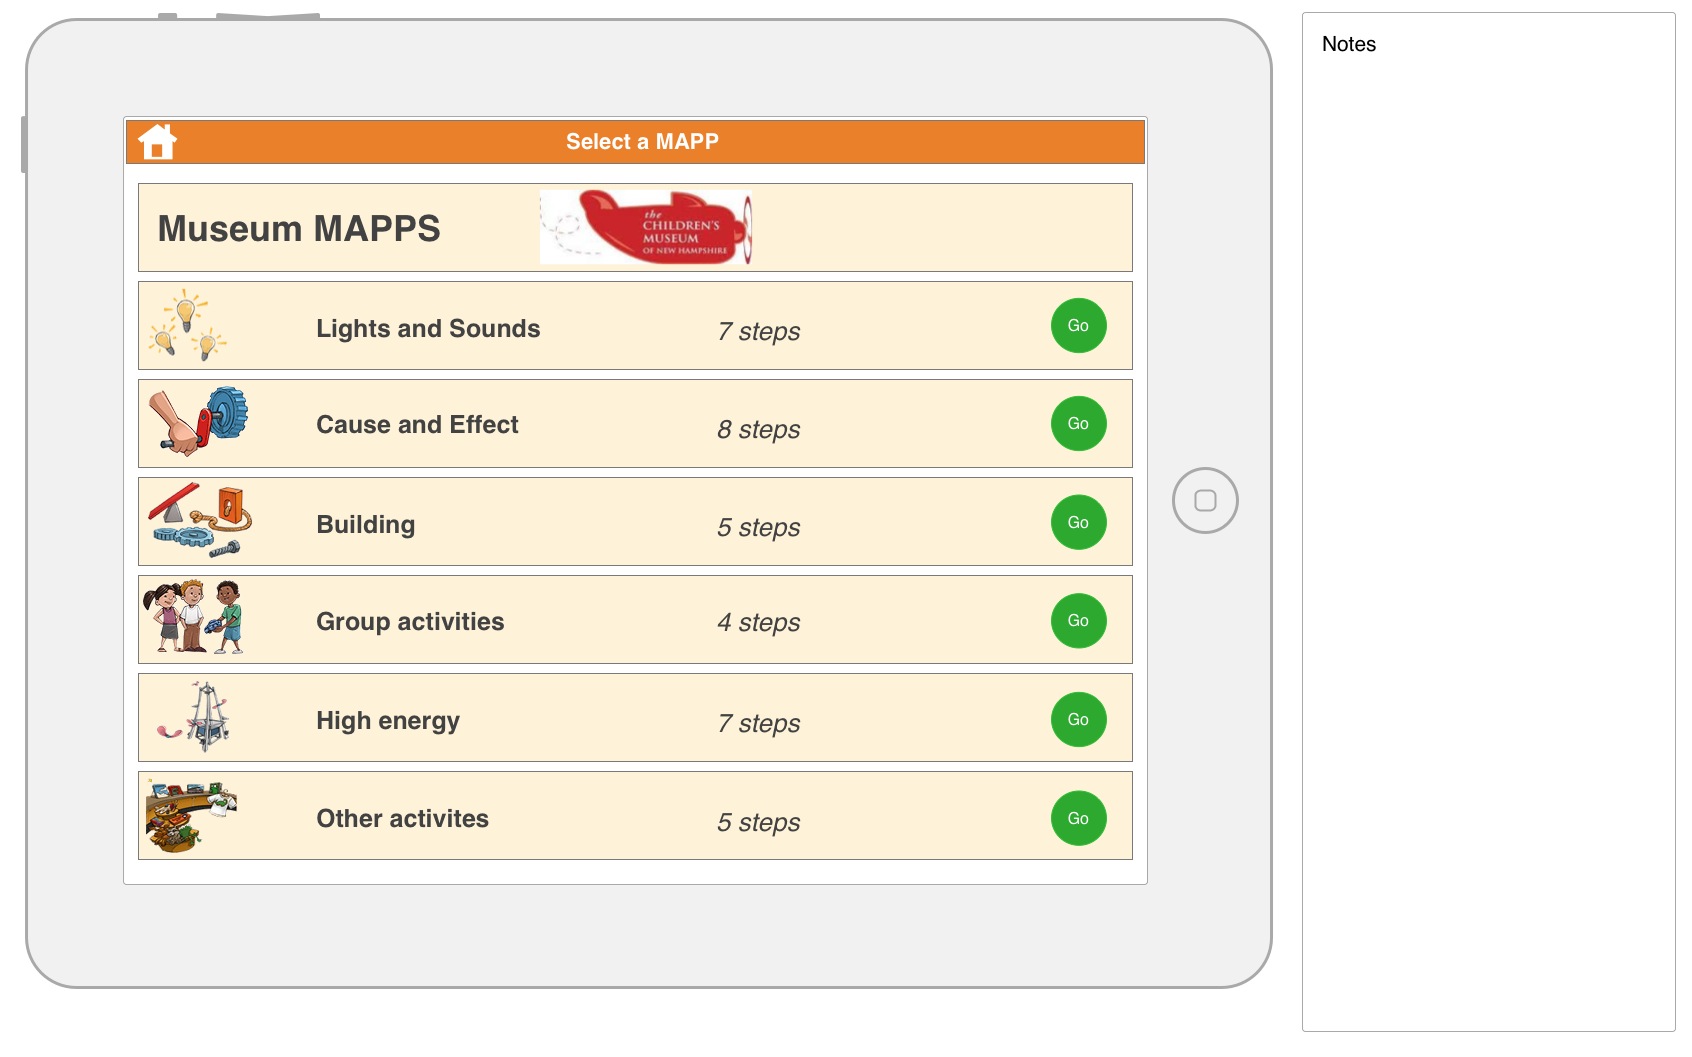 Notes
Select a MAPP
Museum MAPPS
the
CHILDREN'S
MUSEUM
OF NEW HAMPSHIRE
Lights and Sounds 7 steps Go
Cause and Effect 8 steps Go
Building 5 steps Go
Group activities 4 steps Go
High energy 7 steps Go
Other activites 5 steps Go